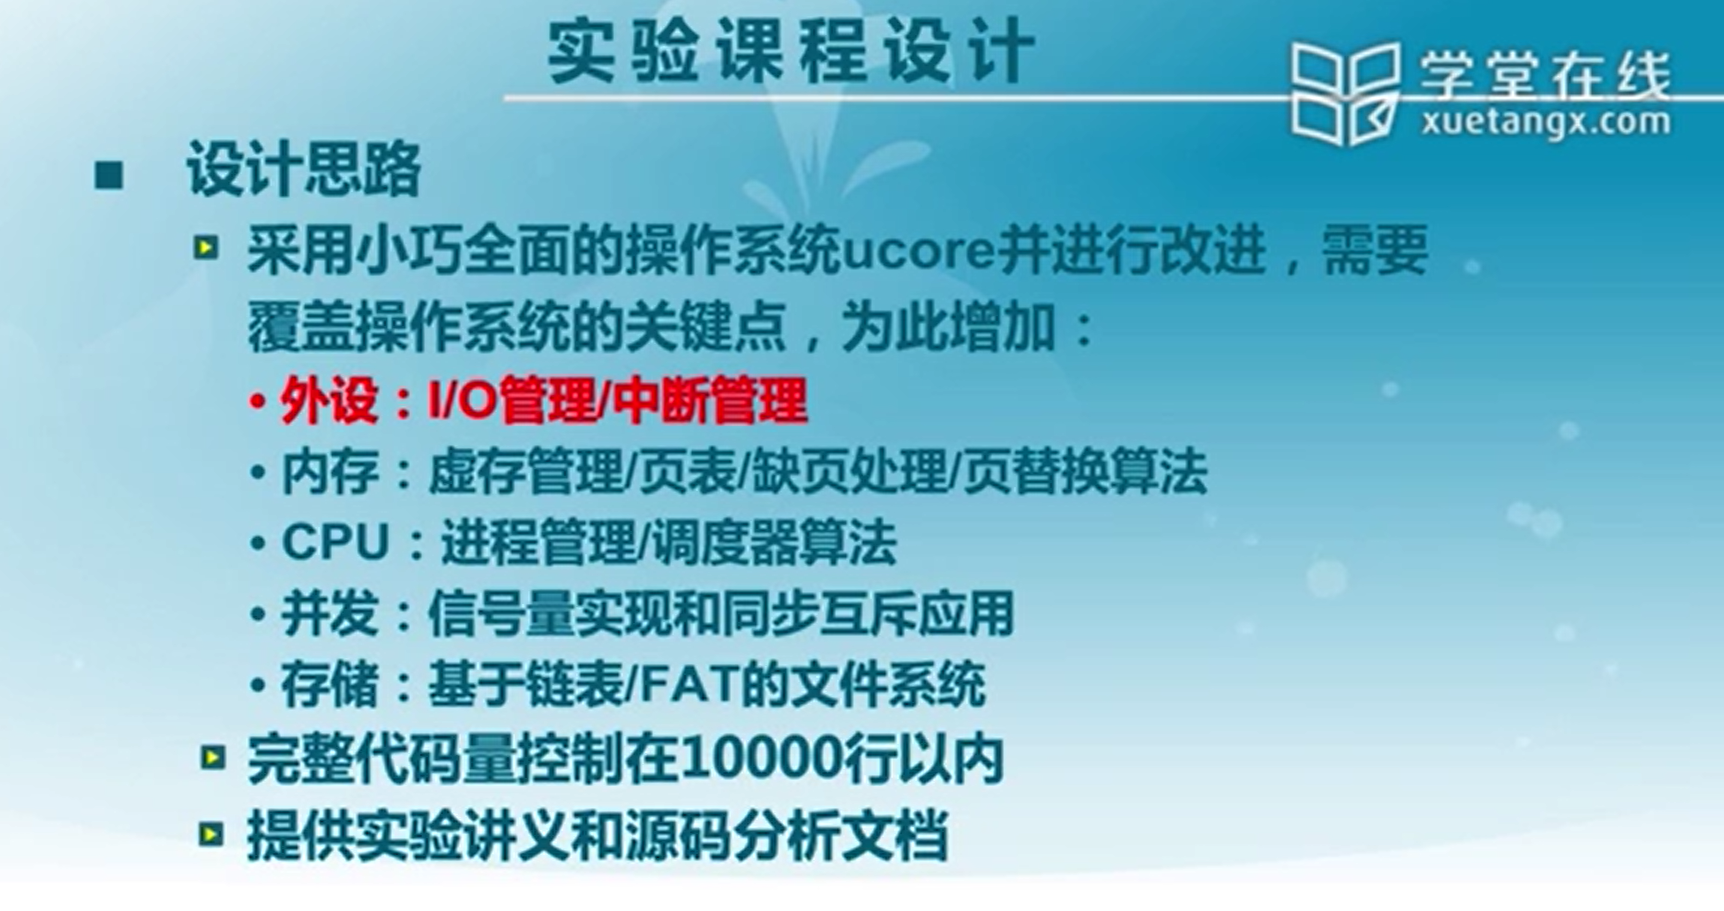 实验课程设计
学堂在线
xuetangx.com
■ 设计思路
采用小巧全面的操作系统ucore并进行改进，需要
覆盖操作系统的关键点，为此增加：
• 外设：I/O管理/中断管理
• 内存：虚存管理/页表/缺页处理/页替换算法
• CPU：进程管理/调度器算法
• 并发：信号量实现和同步互斥应用
• 存储：基于链表/FAT的文件系统
完整代码量控制在10000行以内
提供实验讲义和源码分析文档